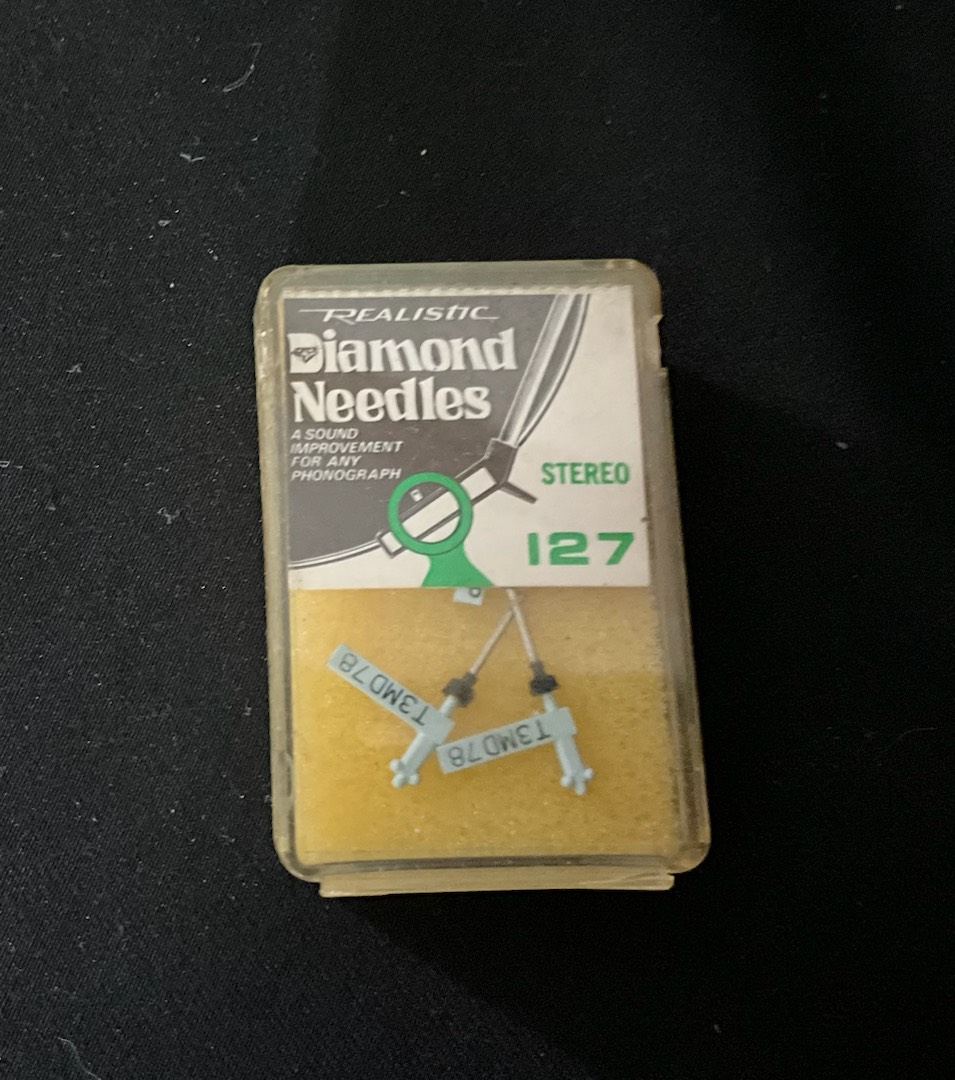 REALISTIC
Diamond
Needles
A SOUND
IMPROVEMENT
FOR ANY
PHONOGRAPH
STEREO
127
T3MD78
T3MD78